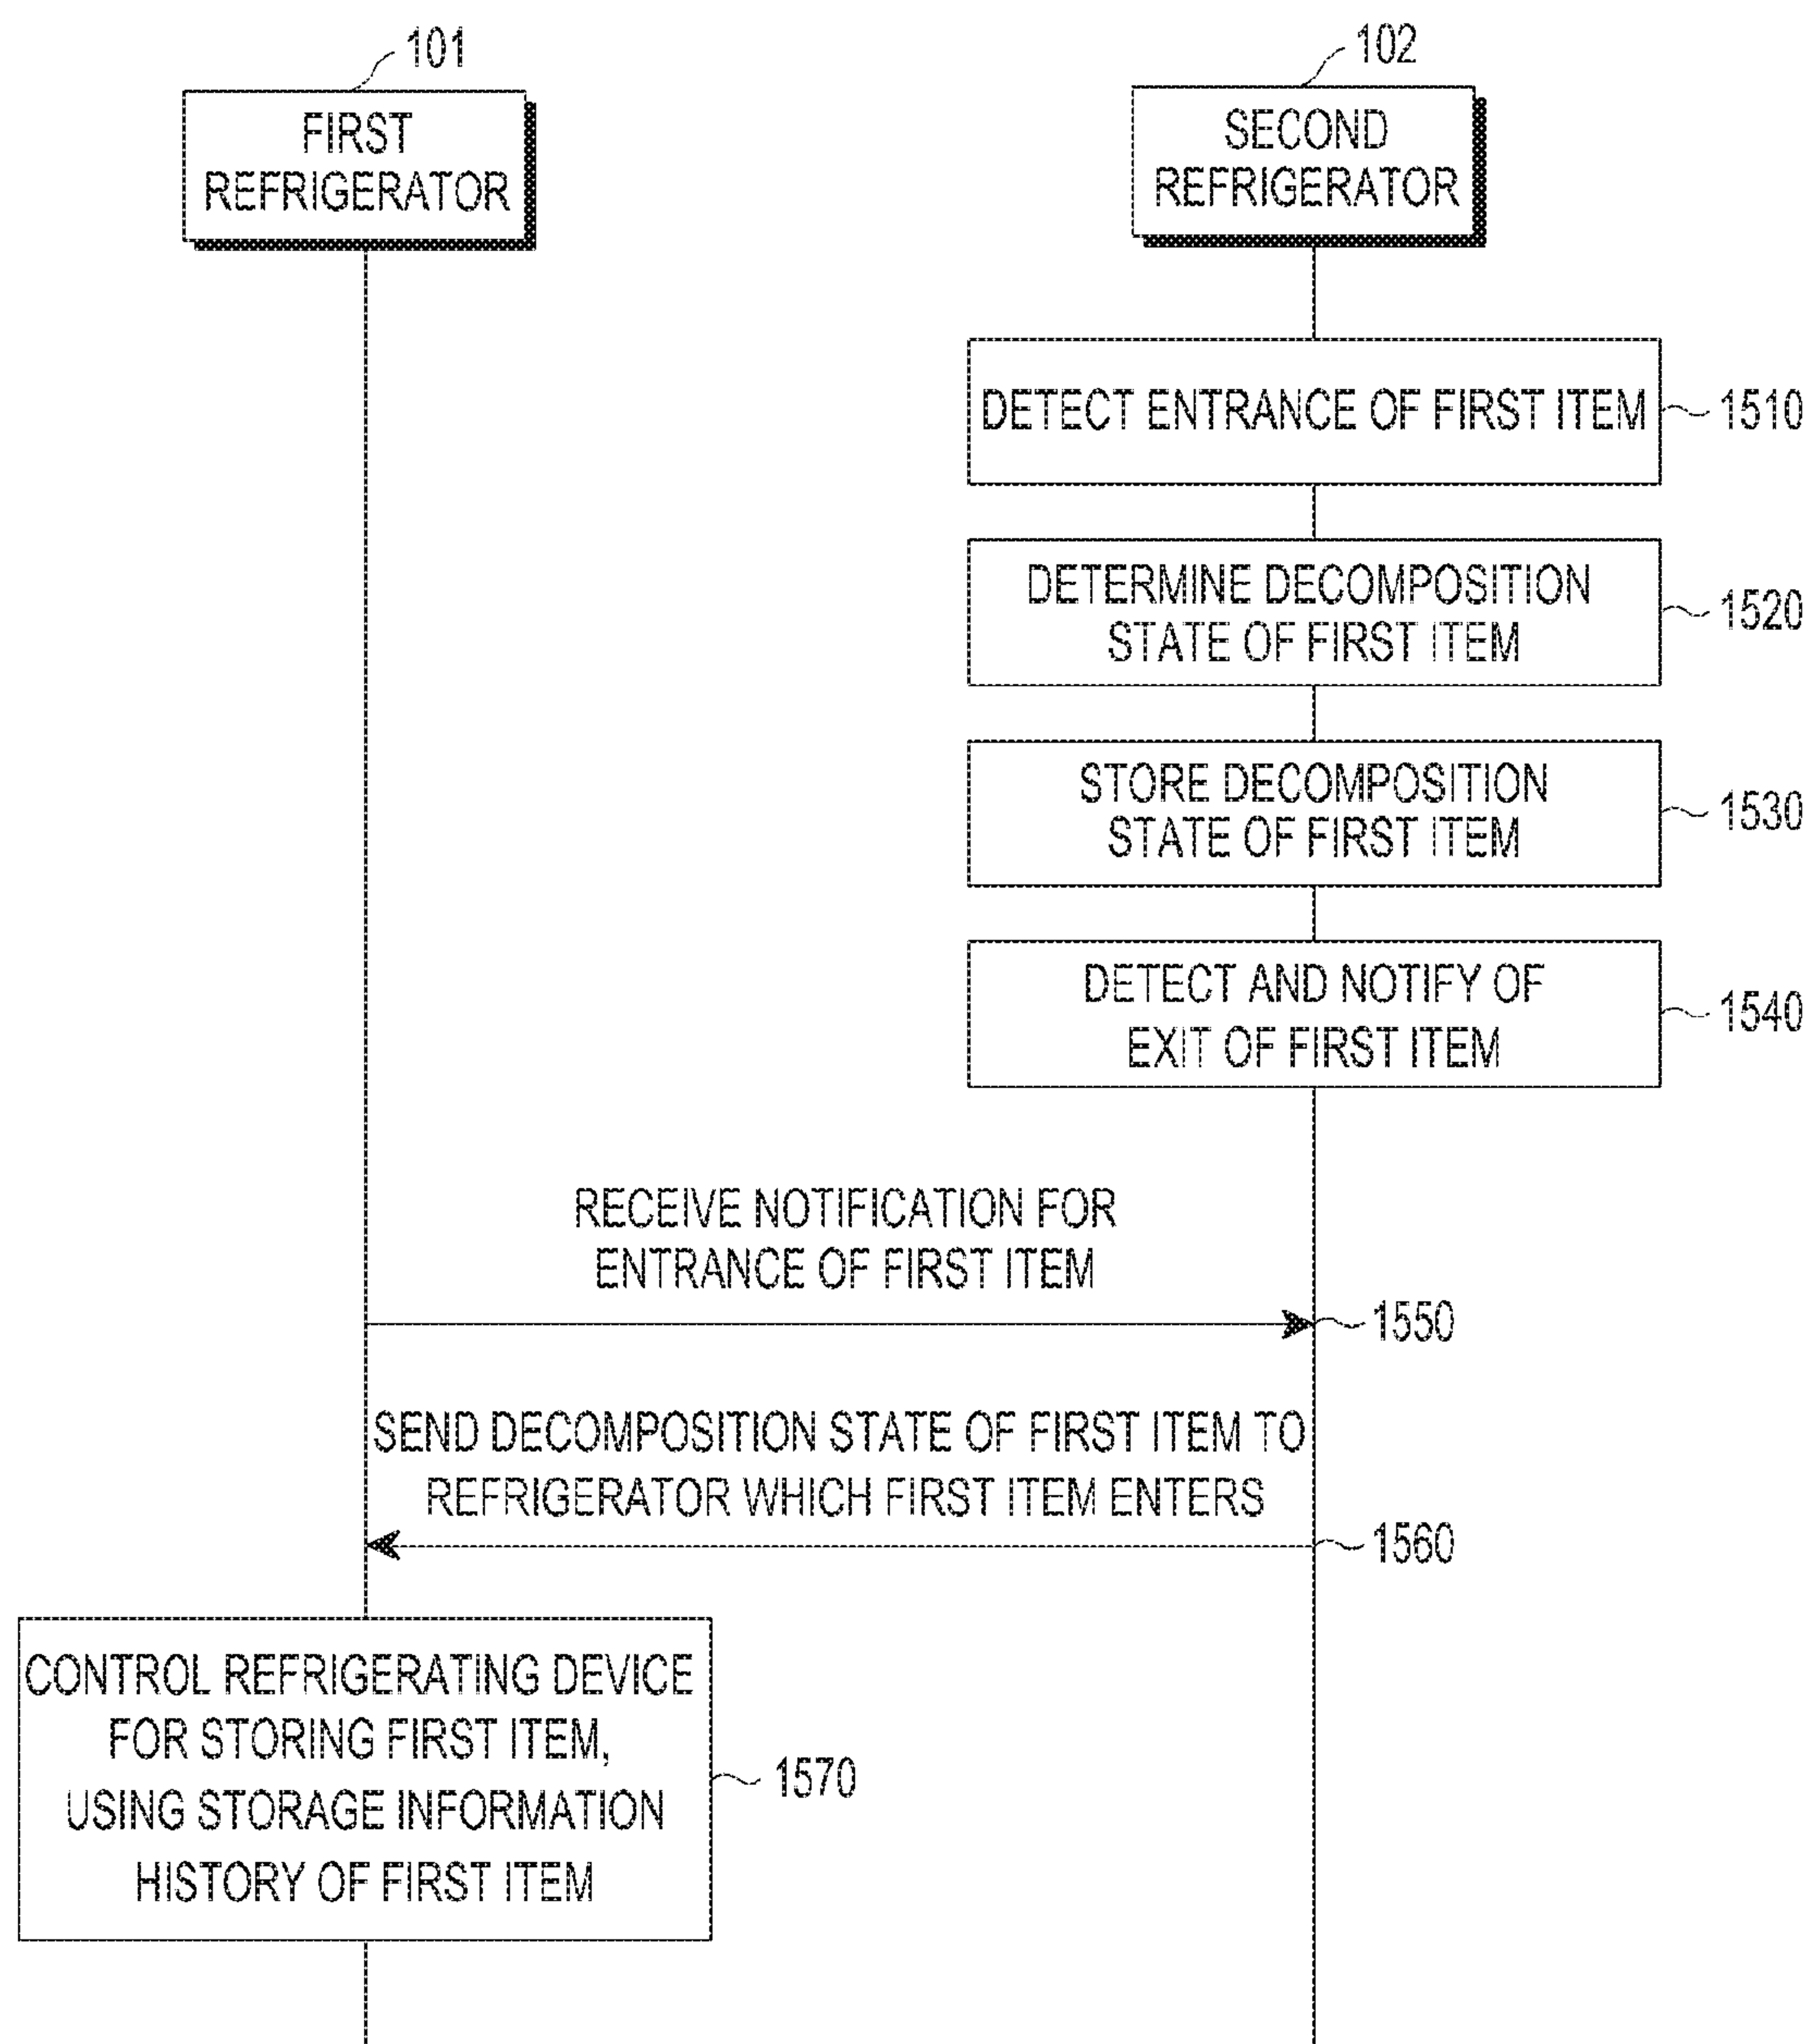 101
FIRST
REFRIGERATOR
102
SECOND
REFRIGERATOR
DETECT ENTRANCE OF FIRST ITEM
1510
DETERMINE DECOMPOSITION
STATE OF FIRST ITEM
1520
STORE DECOMPOSITION
STATE OF FIRST ITEM
1530
DETECT AND NOTIFY OF
EXIT OF FIRST ITEM
1540
RECEIVE NOTIFICATION FOR
ENTRANCE OF FIRST ITEM
1550
SEND DECOMPOSITION STATE OF FIRST ITEM TO
REFRIGERATOR WHICH FIRST ITEM ENTERS
1560
CONTROL REFRIGERATING DEVICE
FOR STORING FIRST ITEM,
USING STORAGE INFORMATION
HISTORY OF FIRST ITEM
1570